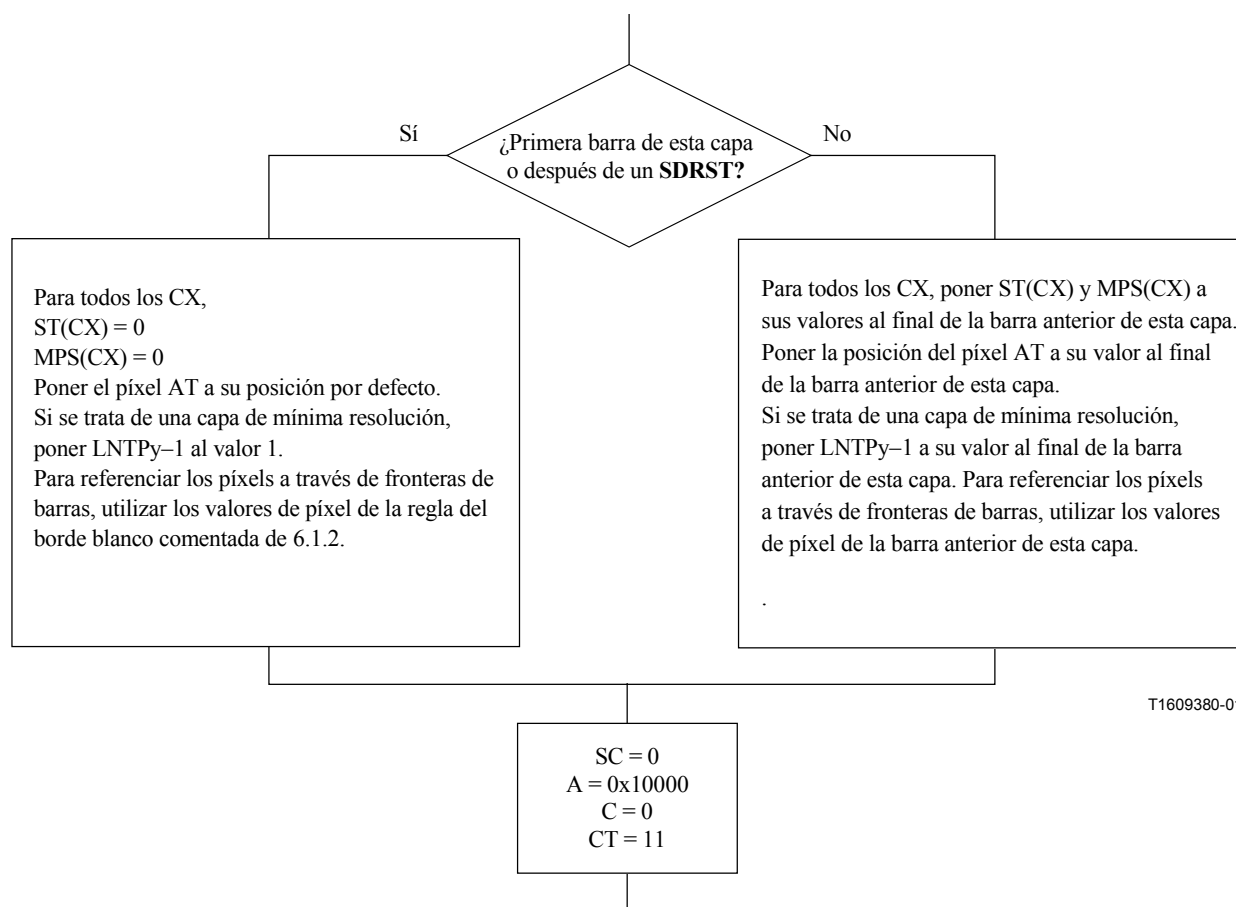 ¿Primera barra de esta capa
o después de un SDRST?
Sí
No
Para todos los CX,
ST(CX) = 0
MPS(CX) = 0
Poner el píxel AT a su posición por defecto.
Si se trata de una capa de mínima resolución,
poner LNTPy–1 al valor 1.
Para referenciar los píxels a través de fronteras de
barras, utilizar los valores de píxel de la regla del
borde blanco comentada de 6.1.2.
Para todos los CX, poner ST(CX) y MPS(CX) a
sus valores al final de la barra anterior de esta capa.
Poner la posición del píxel AT a su valor al final
de la barra anterior de esta capa.
Si se trata de una capa de mínima resolución,
poner LNTPy–1 a su valor al final de la barra
anterior de esta capa. Para referenciar los píxels
a través de fronteras de barras, utilizar los valores
de píxel de la barra anterior de esta capa.
.
T1609380-01
SC = 0
A = 0x10000
C = 0
CT = 11